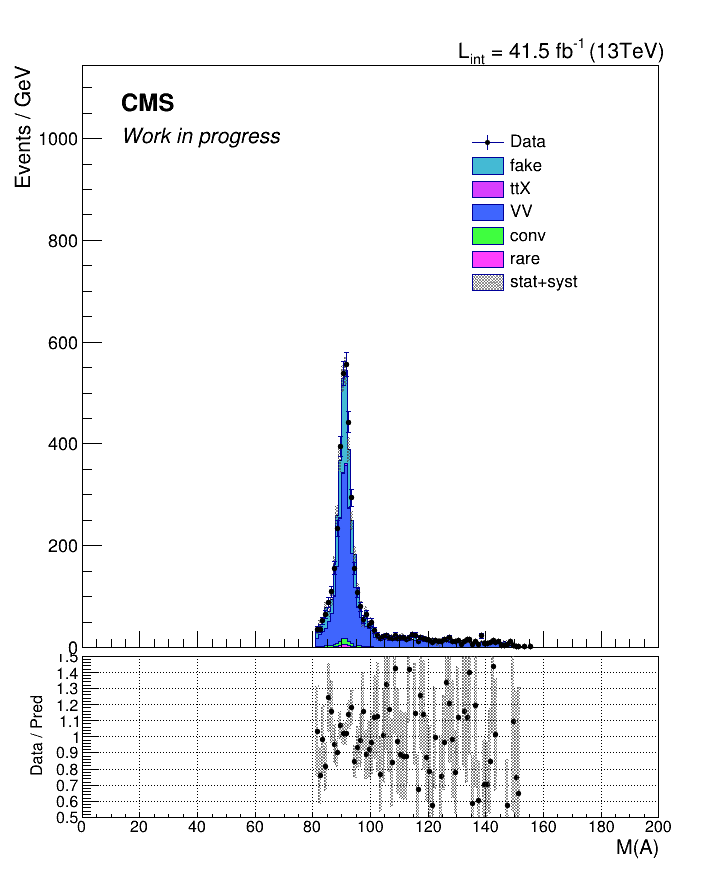 L_int = 41.5 fb^-1 (13TeV)
Events / GeV
CMS
Work in progress
Data
fake
ttX
VV
conv
rare
stat+syst
1000
800
600
400
200
0
Data / Pred
1.5
1.4
1.3
1.2
1.1
1
0.9
0.8
0.7
0.6
0.5
0 20 40 60 80 100 120 140 160 180 200
M(A)